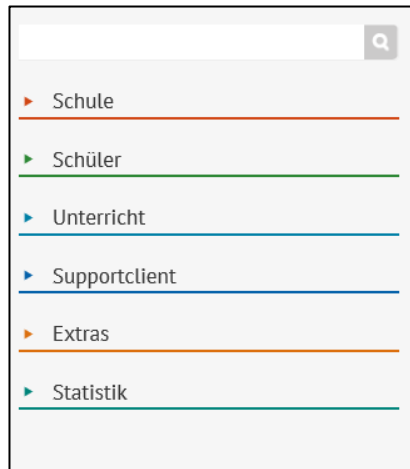 Schule
Schüler
Unterricht
Supportclient
Extras
Statistik